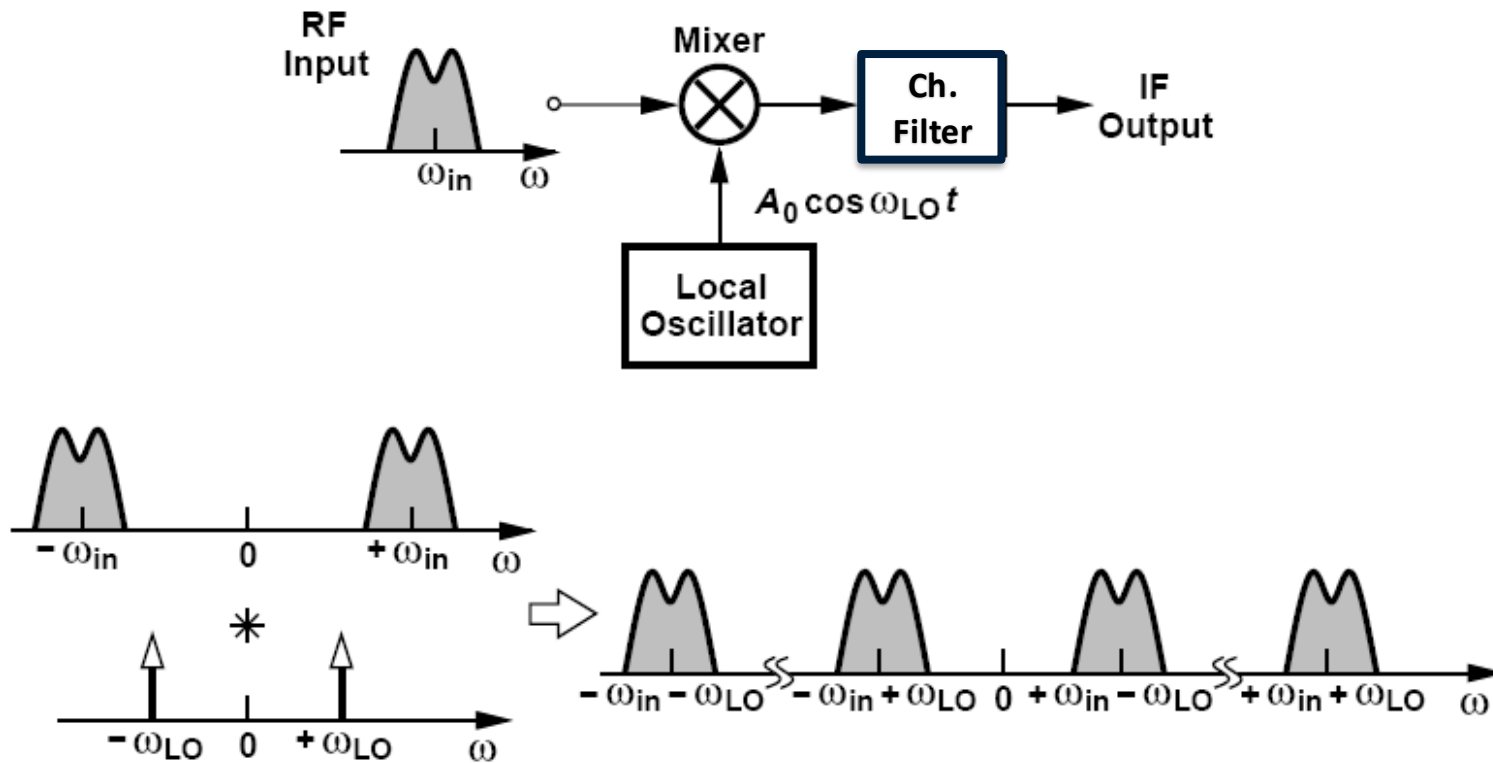 RF
Input
ω_in
ω
Mixer
A_0 cos ω_LO t
Local
Oscillator
Ch.
Filter
IF
Output
- ω_in
0
+ ω_in
ω
*
- ω_LO
0
+ ω_LO
ω
- ω_in - ω_LO
- ω_in + ω_LO
0
+ ω_in - ω_LO
+ ω_in + ω_LO
ω